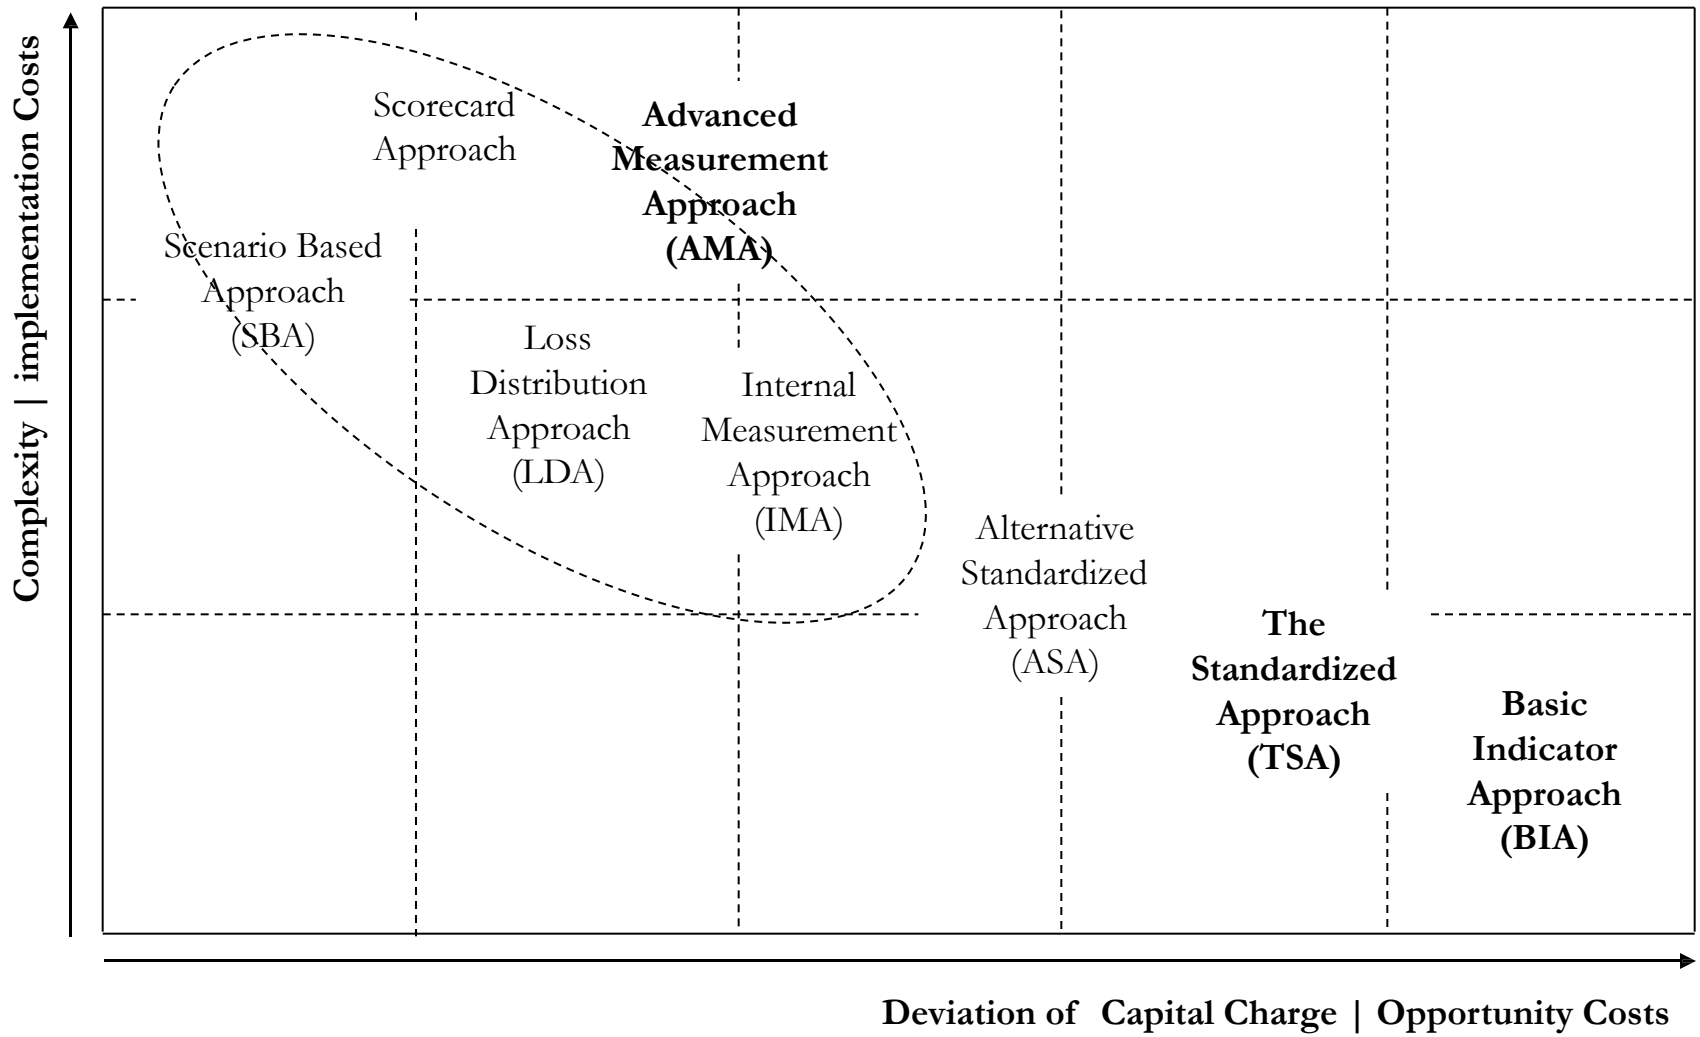 Complexity | implementation Costs
Scorecard
Approach
Advanced
Measurement
Approach
(AMA)
Scenario Based
Approach
(SBA)
Loss
Distribution
Approach
(LDA)
Internal
Measurement
Approach
(IMA)
Alternative
Standardized
Approach
(ASA)
The
Standardized
Approach
(TSA)
Basic
Indicator
Approach
(BIA)
Deviation of Capital Charge | Opportunity Costs